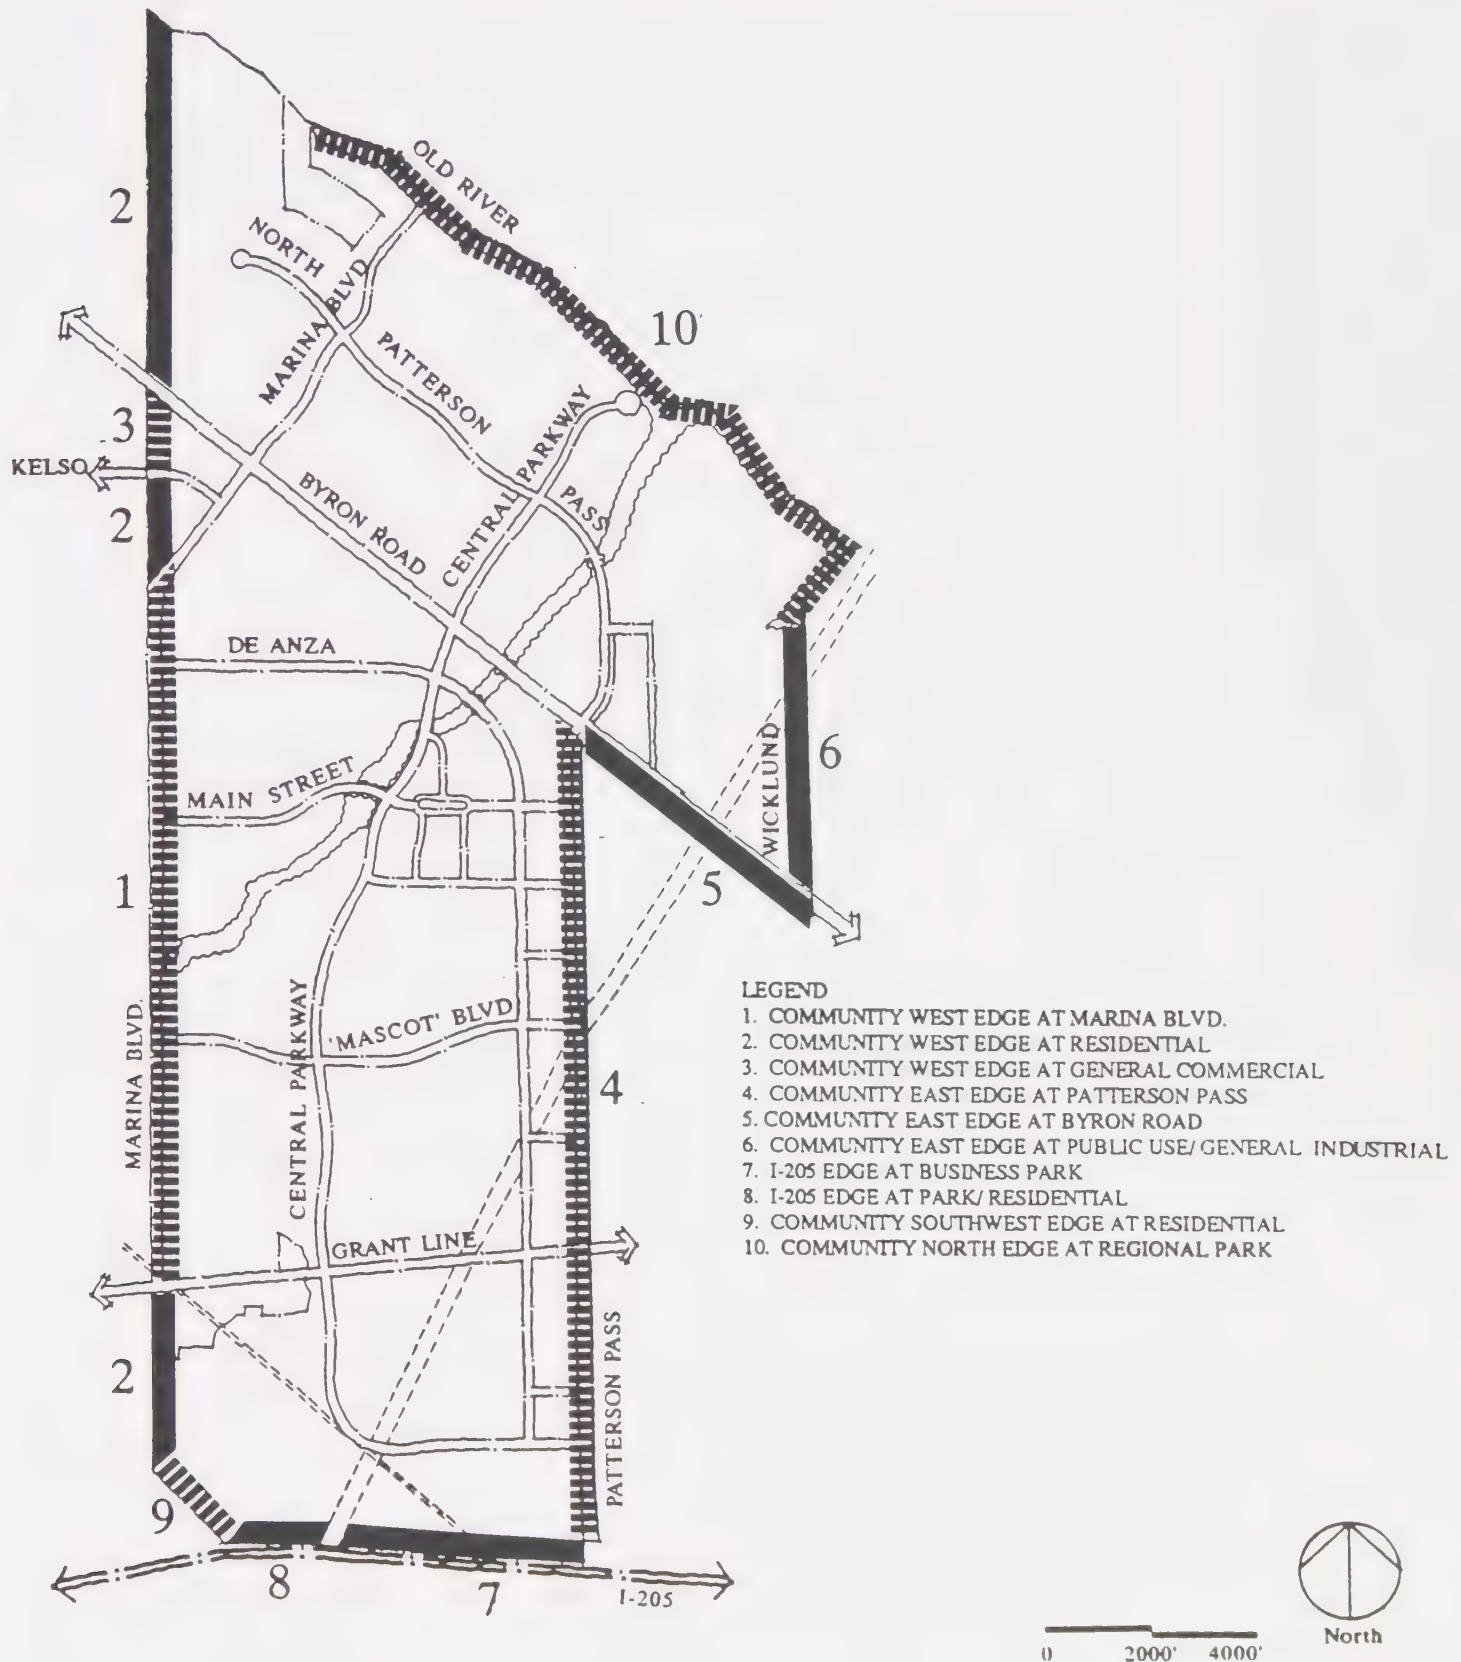 OLD RIVER
2
NORTH
MARINA BLVD
10
PATTERSON
CENTRAL PARKWAY
3
KELSO
BYRON ROAD
PASS
2
DE ANZA
WICKLUND
6
MAIN STREET
1
5
MARINA BLVD.
CENTRAL PARKWAY
'MASCOT' BLVD
4
GRANT LINE
2
PATTERSON PASS
9
8
7
I-205
LEGEND
1. COMMUNITY WEST EDGE AT MARINA BLVD.
2. COMMUNITY WEST EDGE AT RESIDENTIAL
3. COMMUNITY WEST EDGE AT GENERAL COMMERCIAL
4. COMMUNITY EAST EDGE AT PATTERSON PASS
5. COMMUNITY EAST EDGE AT BYRON ROAD
6. COMMUNITY EAST EDGE AT PUBLIC USE/ GENERAL INDUSTRIAL
7. I-205 EDGE AT BUSINESS PARK
8. I-205 EDGE AT PARK/ RESIDENTIAL
9. COMMUNITY SOUTHWEST EDGE AT RESIDENTIAL
10. COMMUNITY NORTH EDGE AT REGIONAL PARK
North
0 2000' 4000'